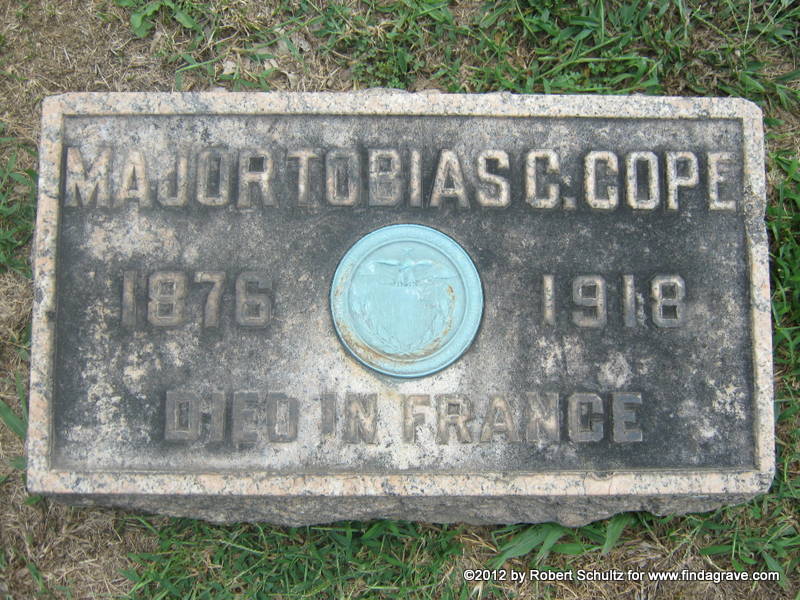 MAJOR TOBIAS C. COPE
1876 1918
DIED IN FRANCE
©2012 by Robert Schultz for www.findagrave.com